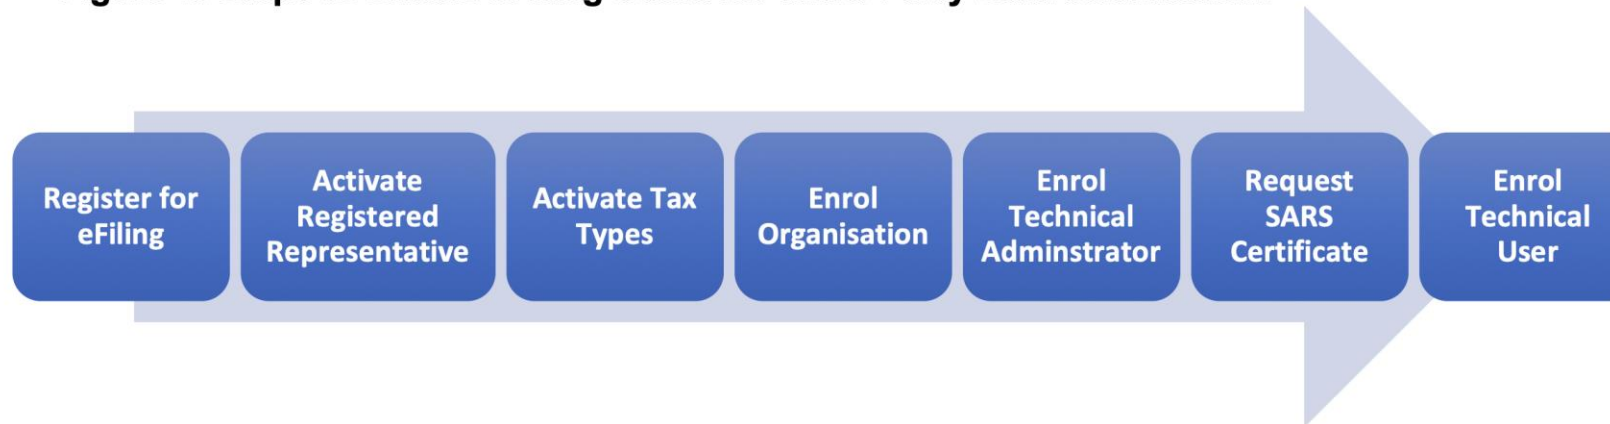 Register for
eFiling
Activate
Registered
Representative
Activate Tax
Types
Enrol
Organisation
Enrol
Technical
Adminstrator
Request
SARS
Certificate
Enrol
Technical
User